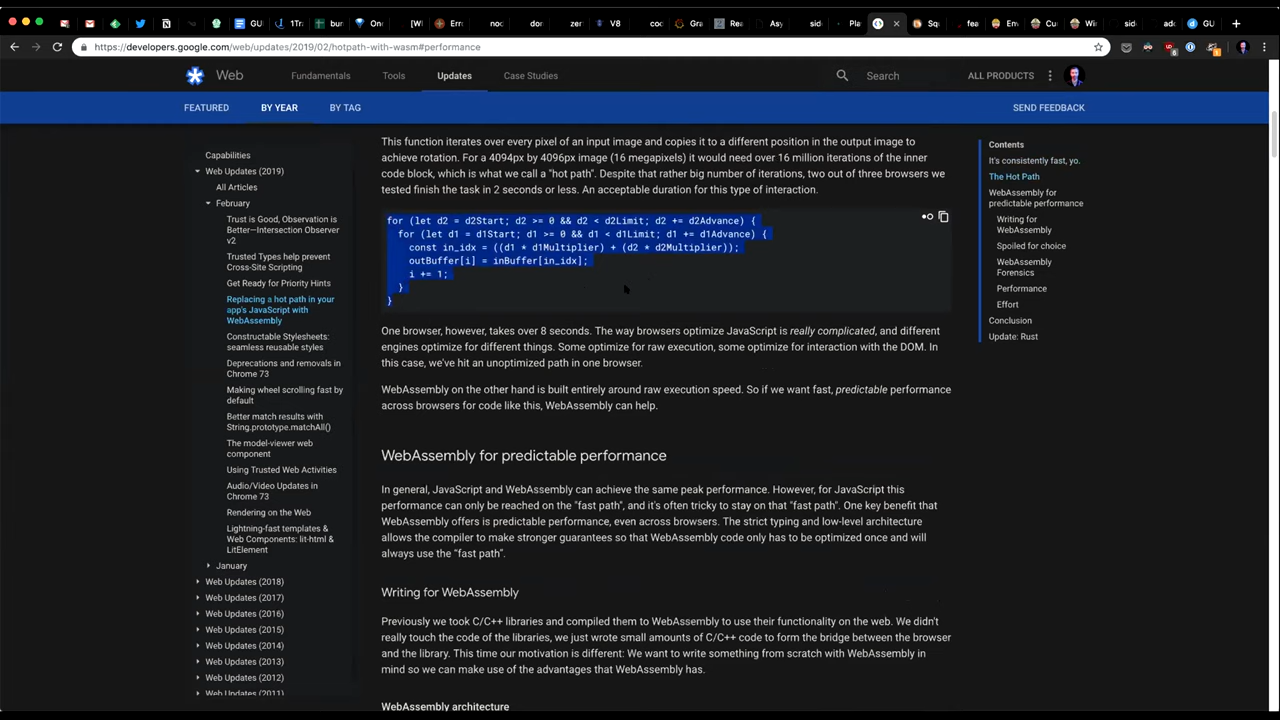 GU
1Tra
bur
On
[W
Err
noc
dor
zer
V8
coc
Gra
Rea
Asy
side
Pla
Squ
fea
Env
Cur
Wir
side
adc
GU
https://developers.google.com/web/updates/2019/02/hotpath-with-wasm#performance
Web
Fundamentals
Tools
Updates
Case Studies
Search
ALL PRODUCTS
FEATURED
BY YEAR
BY TAG
SEND FEEDBACK
Capabilities
Web Updates (2019)
All Articles
February
Trust is Good, Observation is
Better—Intersection Observer
v2
Trusted Types help prevent
Cross-Site Scripting
Get Ready for Priority Hints
Replacing a hot path in your
app's JavaScript with
WebAssembly
Constructable Stylesheets:
seamless reusable styles
Deprecations and removals in
Chrome 73
Making wheel scrolling fast by
default
Better match results with
String.prototype.matchAll()
The model-viewer web
component
Using Trusted Web Activities
Audio/Video Updates in
Chrome 73
Rendering on the Web
Lightning-fast templates &
Web Components: lit-html &
LitElement
January
Web Updates (2018)
Web Updates (2017)
Web Updates (2016)
Web Updates (2015)
Web Updates (2014)
Web Updates (2013)
Web Updates (2012)
Web Updates (2011)
This function iterates over every pixel of an input image and copies it to a different position in the output image to
achieve rotation. For a 4094px by 4096px image (16 megapixels) it would need over 16 million iterations of the inner
code block, which is what we call a "hot path". Despite that rather big number of iterations, two out of three browsers we
tested finish the task in 2 seconds or less. An acceptable duration for this type of interaction.
for (let d2 = d2Start; d2 >= 0 && d2 < d2Limit; d2 += d2Advance) {
for (let d1 = d1Start; d1 >= 0 && d1 < d1Limit; d1 += d1Advance) {
const in_idx = ((d1 * d1Multiplier) + (d2 * d2Multiplier));
outBuffer[i] = inBuffer[in_idx];
i += 1;
}
}
One browser, however, takes over 8 seconds. The way browsers optimize JavaScript is really complicated, and different
engines optimize for different things. Some optimize for raw execution, some optimize for interaction with the DOM. In
this case, we've hit an unoptimized path in one browser.
WebAssembly on the other hand is built entirely around raw execution speed. So if we want fast, predictable performance
across browsers for code like this, WebAssembly can help.
WebAssembly for predictable performance
In general, JavaScript and WebAssembly can achieve the same peak performance. However, for JavaScript this
performance can only be reached on the "fast path", and it's often tricky to stay on that "fast path". One key benefit that
WebAssembly offers is predictable performance, even across browsers. The strict typing and low-level architecture
allows the compiler to make stronger guarantees so that WebAssembly code only has to be optimized once and will
always use the "fast path".
Writing for WebAssembly
Previously we took C/C++ libraries and compiled them to WebAssembly to use their functionality on the web. We didn't
really touch the code of the libraries, we just wrote small amounts of C/C++ code to form the bridge between the browser
and the library. This time our motivation is different: We want to write something from scratch with WebAssembly in
mind so we can make use of the advantages that WebAssembly has.
WebAssembly architecture
Contents
It's consistently fast, yo.
The Hot Path
WebAssembly for
predictable performance
Writing for
WebAssembly
Spoiled for choice
WebAssembly
Forensics
Performance
Effort
Conclusion
Update: Rust